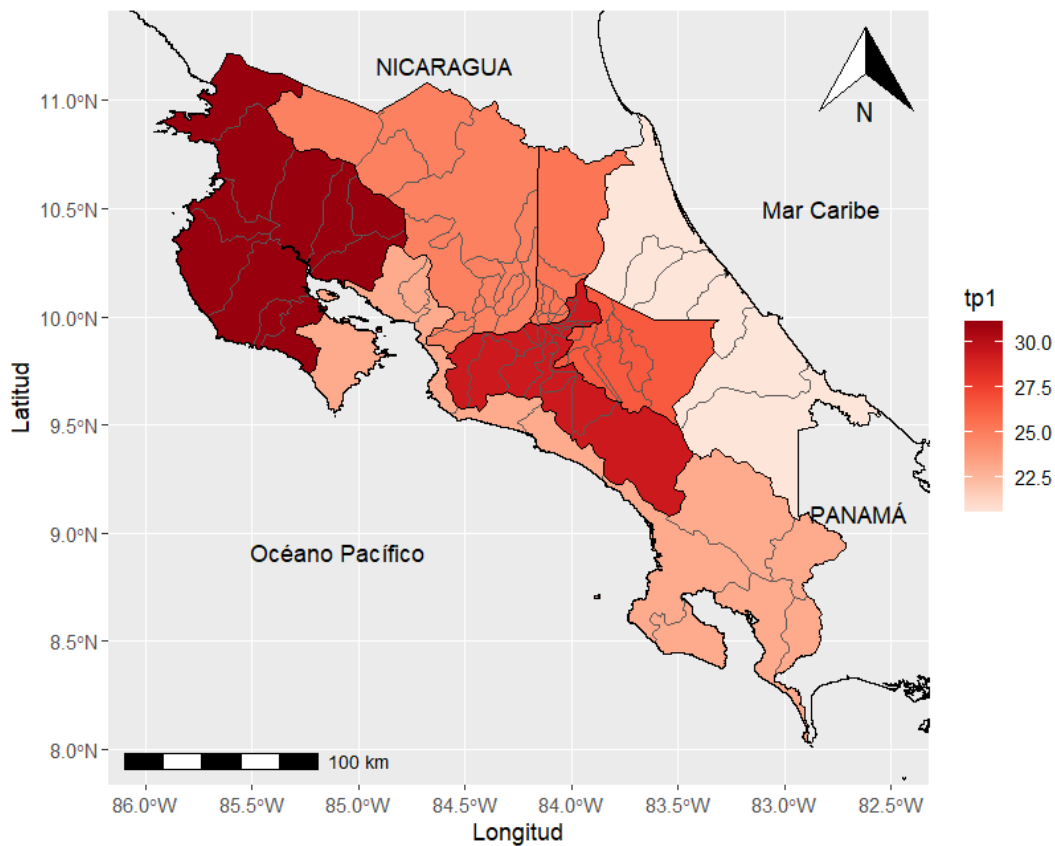 NICARAGUA
N
Mar Caribe
PANAMÁ
Océano Pacífico
100 km
11.0°N
10.5°N
10.0°N
9.5°N
9.0°N
8.5°N
8.0°N
Latitud
86.0°W 85.5°W 85.0°W 84.5°W 84.0°W 83.5°W 83.0°W 82.5°W
Longitud
tp1
30.0
27.5
25.0
22.5